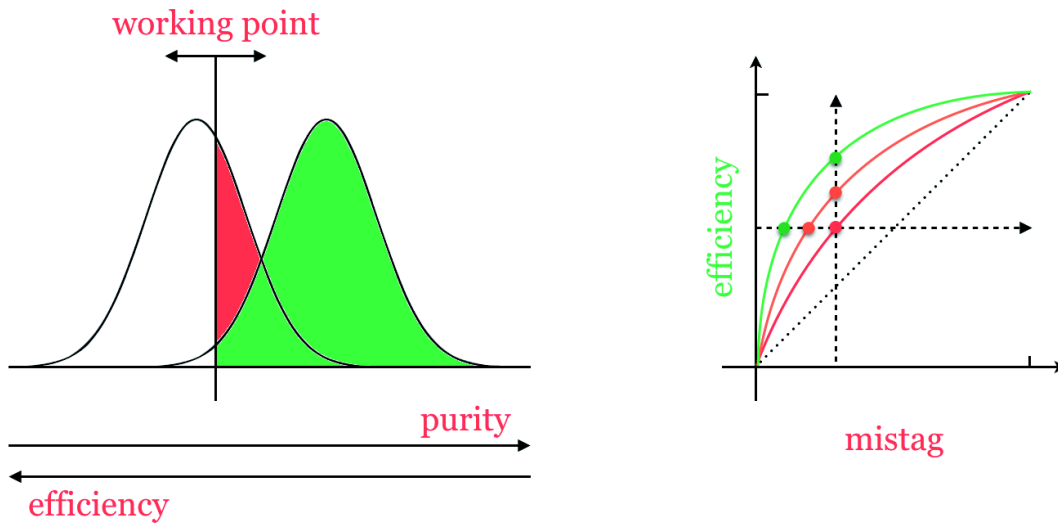 working point
purity
efficiency
efficiency
mistag